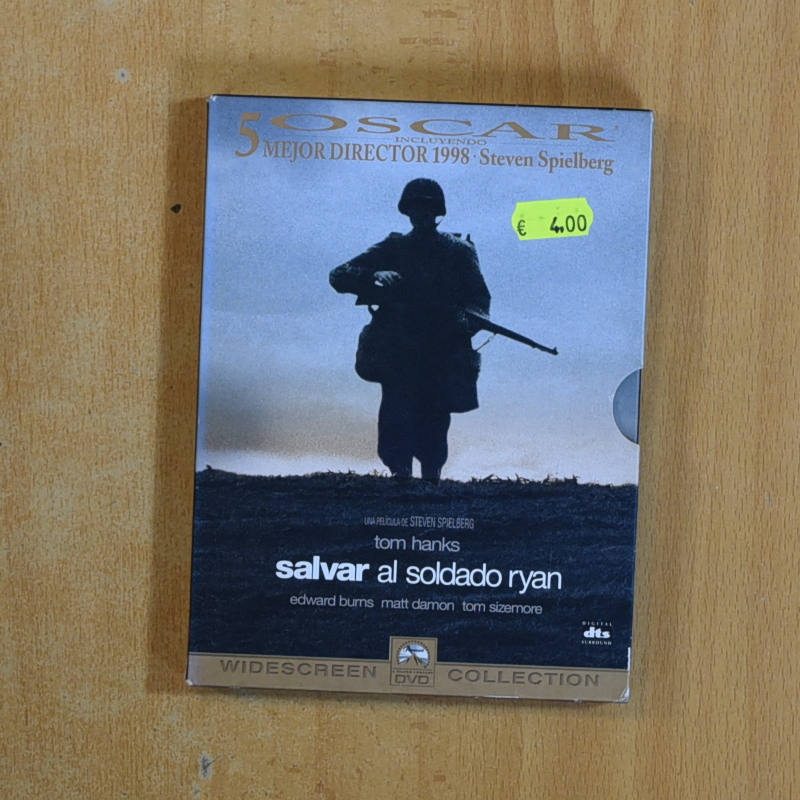 5 OSCAR
INCLUYENDO
MEJOR DIRECTOR 1998 · Steven Spielberg
€ 4.00
UNA PELÍCULA DE STEVEN SPIELBERG
tom hanks
salvar al soldado ryan
edward burns matt damon tom sizemore
DIGITAL
dts
SURROUND
WIDESCREEN DVD COLLECTION